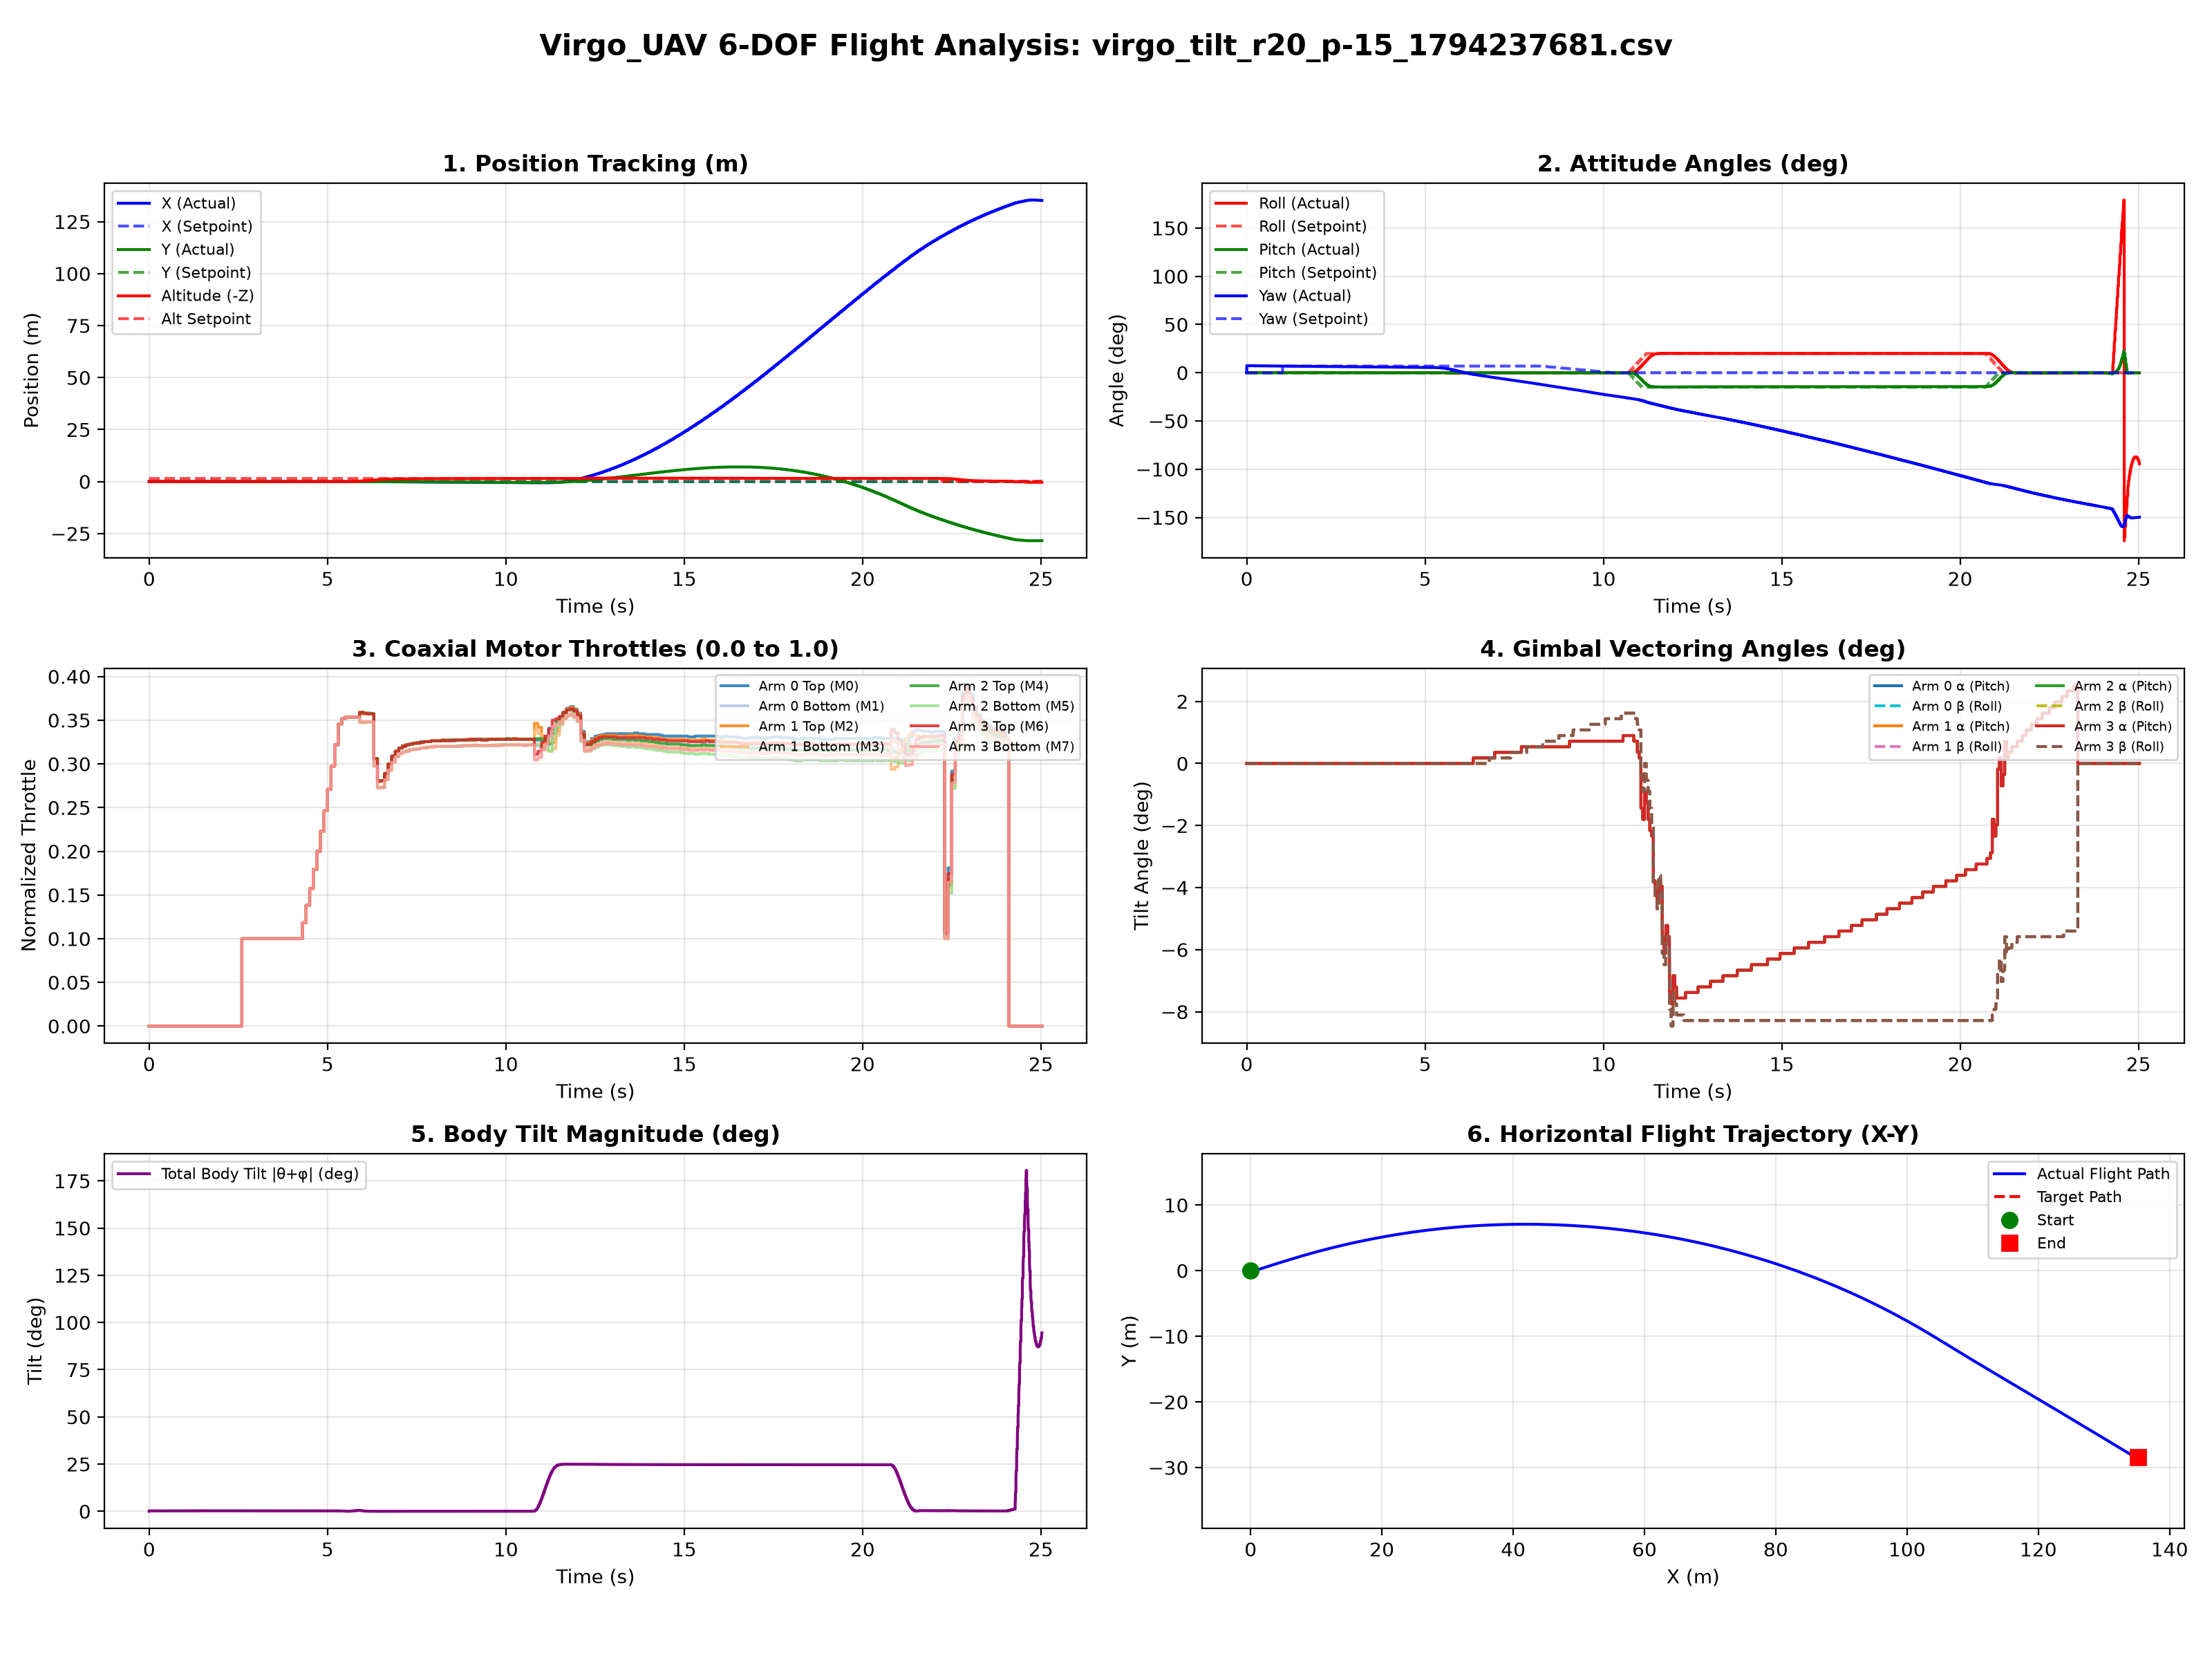 Virgo_UAV 6-DOF Flight Analysis: virgo_tilt_r20_p-15_1794237681.csv
1. Position Tracking (m)
X (Actual)
X (Setpoint)
Y (Actual)
Y (Setpoint)
Altitude (-Z)
Alt Setpoint
Position (m)
125
100
75
50
25
0
−25
0 5 10 15 20 25
Time (s)
2. Attitude Angles (deg)
Roll (Actual)
Roll (Setpoint)
Pitch (Actual)
Pitch (Setpoint)
Yaw (Actual)
Yaw (Setpoint)
Angle (deg)
150
100
50
0
−50
−100
−150
0 5 10 15 20 25
Time (s)
3. Coaxial Motor Throttles (0.0 to 1.0)
Arm 0 Top (M0)
Arm 0 Bottom (M1)
Arm 1 Top (M2)
Arm 1 Bottom (M3)
Arm 2 Top (M4)
Arm 2 Bottom (M5)
Arm 3 Top (M6)
Arm 3 Bottom (M7)
Normalized Throttle
0.40
0.35
0.30
0.25
0.20
0.15
0.10
0.05
0.00
0 5 10 15 20 25
Time (s)
4. Gimbal Vectoring Angles (deg)
Arm 0 α (Pitch)
Arm 0 β (Roll)
Arm 1 α (Pitch)
Arm 1 β (Roll)
Arm 2 α (Pitch)
Arm 2 β (Roll)
Arm 3 α (Pitch)
Arm 3 β (Roll)
Tilt Angle (deg)
2
0
−2
−4
−6
−8
0 5 10 15 20 25
Time (s)
5. Body Tilt Magnitude (deg)
Total Body Tilt |θ+φ| (deg)
Tilt (deg)
175
150
125
100
75
50
25
0
0 5 10 15 20 25
Time (s)
6. Horizontal Flight Trajectory (X-Y)
Actual Flight Path
Target Path
Start
End
Y (m)
10
0
−10
−20
−30
0 20 40 60 80 100 120 140
X (m)